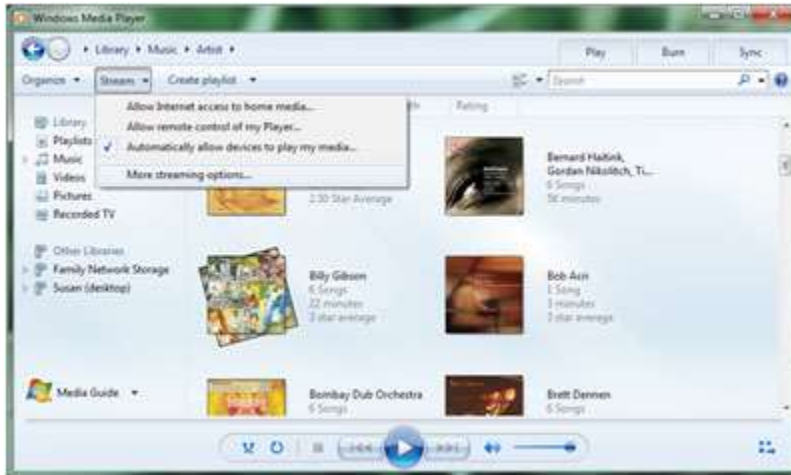 Windows Media Player
Library Music Artist
Play Burn Sync
Organize Stream Create playlist
Search
Allow Internet access to home media...
Allow remote control of my Player...
Automatically allow devices to play my media...
More streaming options...
Rating
Library
Playlists
Music
Videos
Pictures
Recorded TV
Other Libraries
Family Network Storage
Susan (desktop)
Media Guide
2.30 Star Average
Bernard Haitink,
Gordan Nikolitch, Ti...
6 Songs
56 minutes
Billy Gibson
6 Songs
22 minutes
3 star average
Bob Acri
1 Song
3 minutes
3 star average
Bombay Dub Orchestra
6 Songs
Brett Dennen
6 Songs